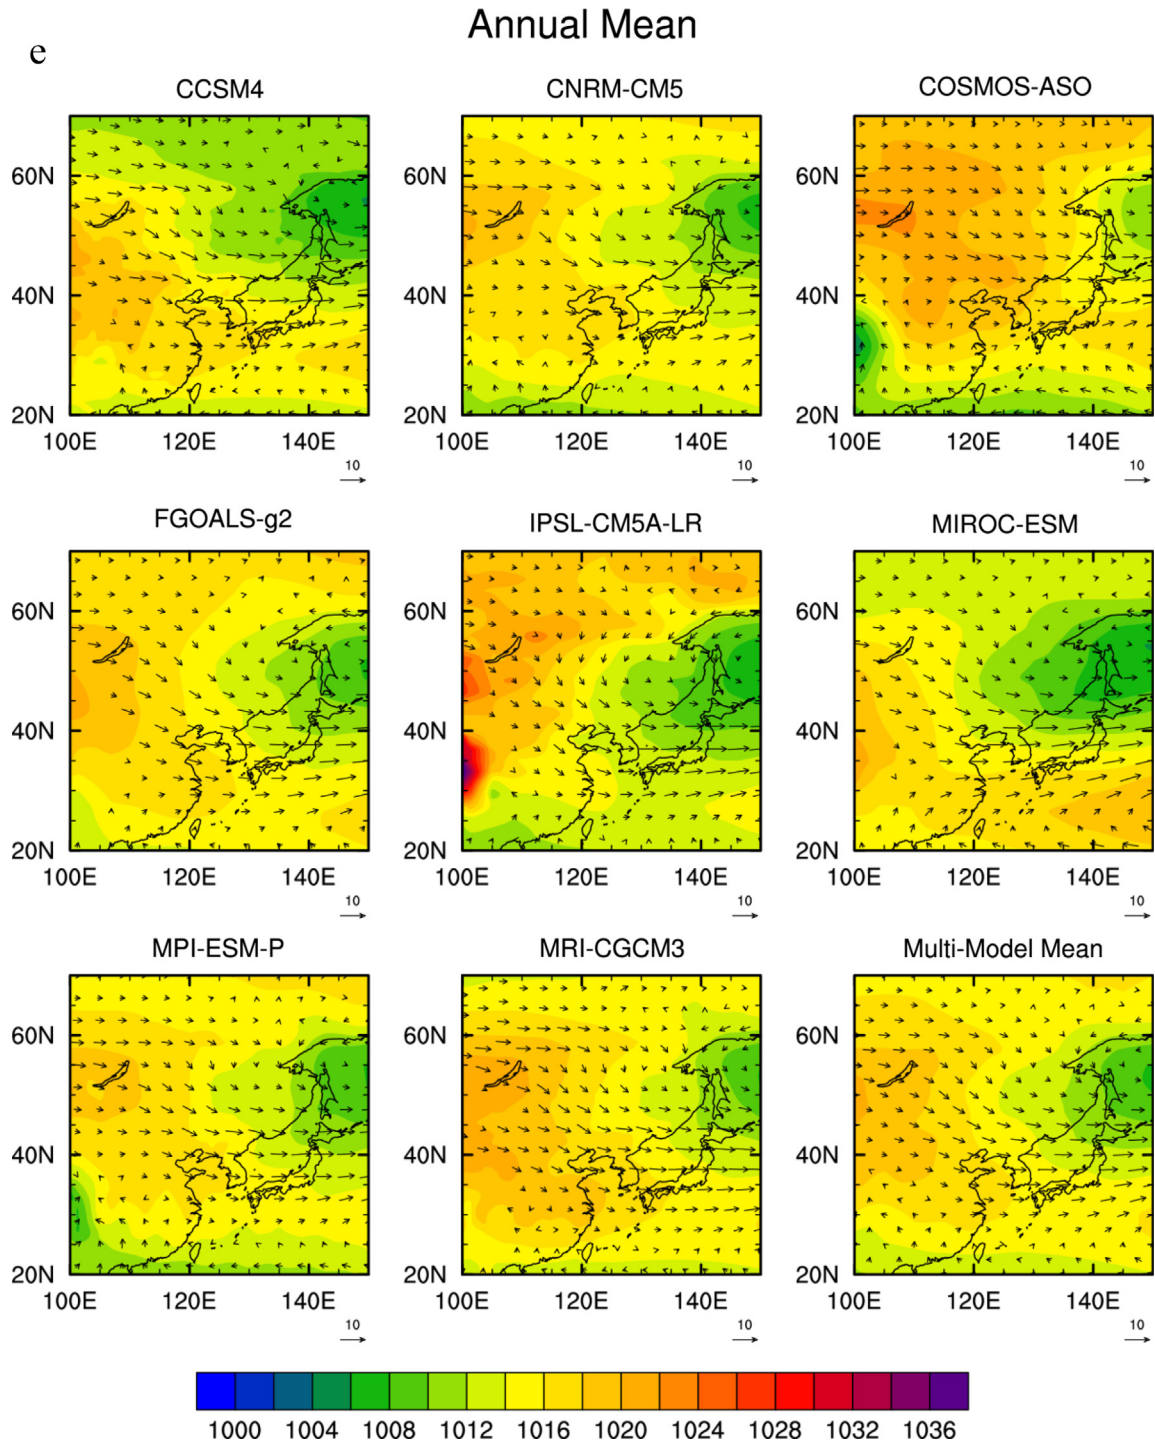 Annual Mean
e
CCSM4 CNRM-CM5 COSMOS-ASO
60N 60N 60N
40N 40N 40N
20N 20N 20N
100E 120E 140E 100E 120E 140E 100E 120E 140E
10 10 10
FGOALS-g2 IPSL-CM5A-LR MIROC-ESM
60N 60N 60N
40N 40N 40N
20N 20N 20N
100E 120E 140E 100E 120E 140E 100E 120E 140E
10 10 10
MPI-ESM-P MRI-CGCM3 Multi-Model Mean
60N 60N 60N
40N 40N 40N
20N 20N 20N
100E 120E 140E 100E 120E 140E 100E 120E 140E
10 10 10
1000 1004 1008 1012 1016 1020 1024 1028 1032 1036